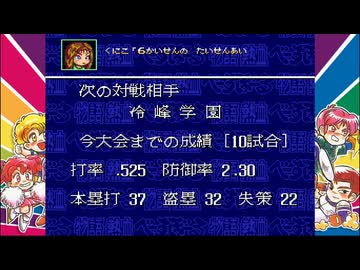 くにこ「6かいせんの たいせんあい
次の対戦相手
冷峰学園
今大会までの成績 [10試合]
打率 .525 防御率 2.30
本塁打 37 盗塁 32 失策 22